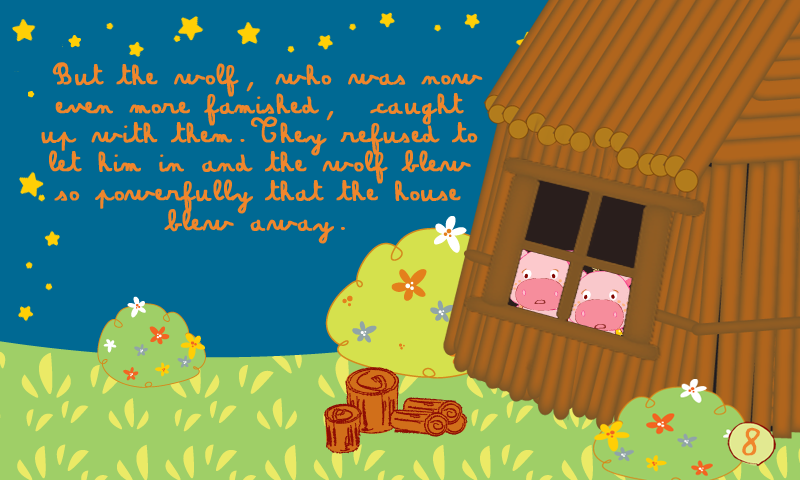 But the wolf, who was now
even more famished, caught
up with them. They refused to
let him in and the wolf blew
so powerfully that the house
blew away.
8